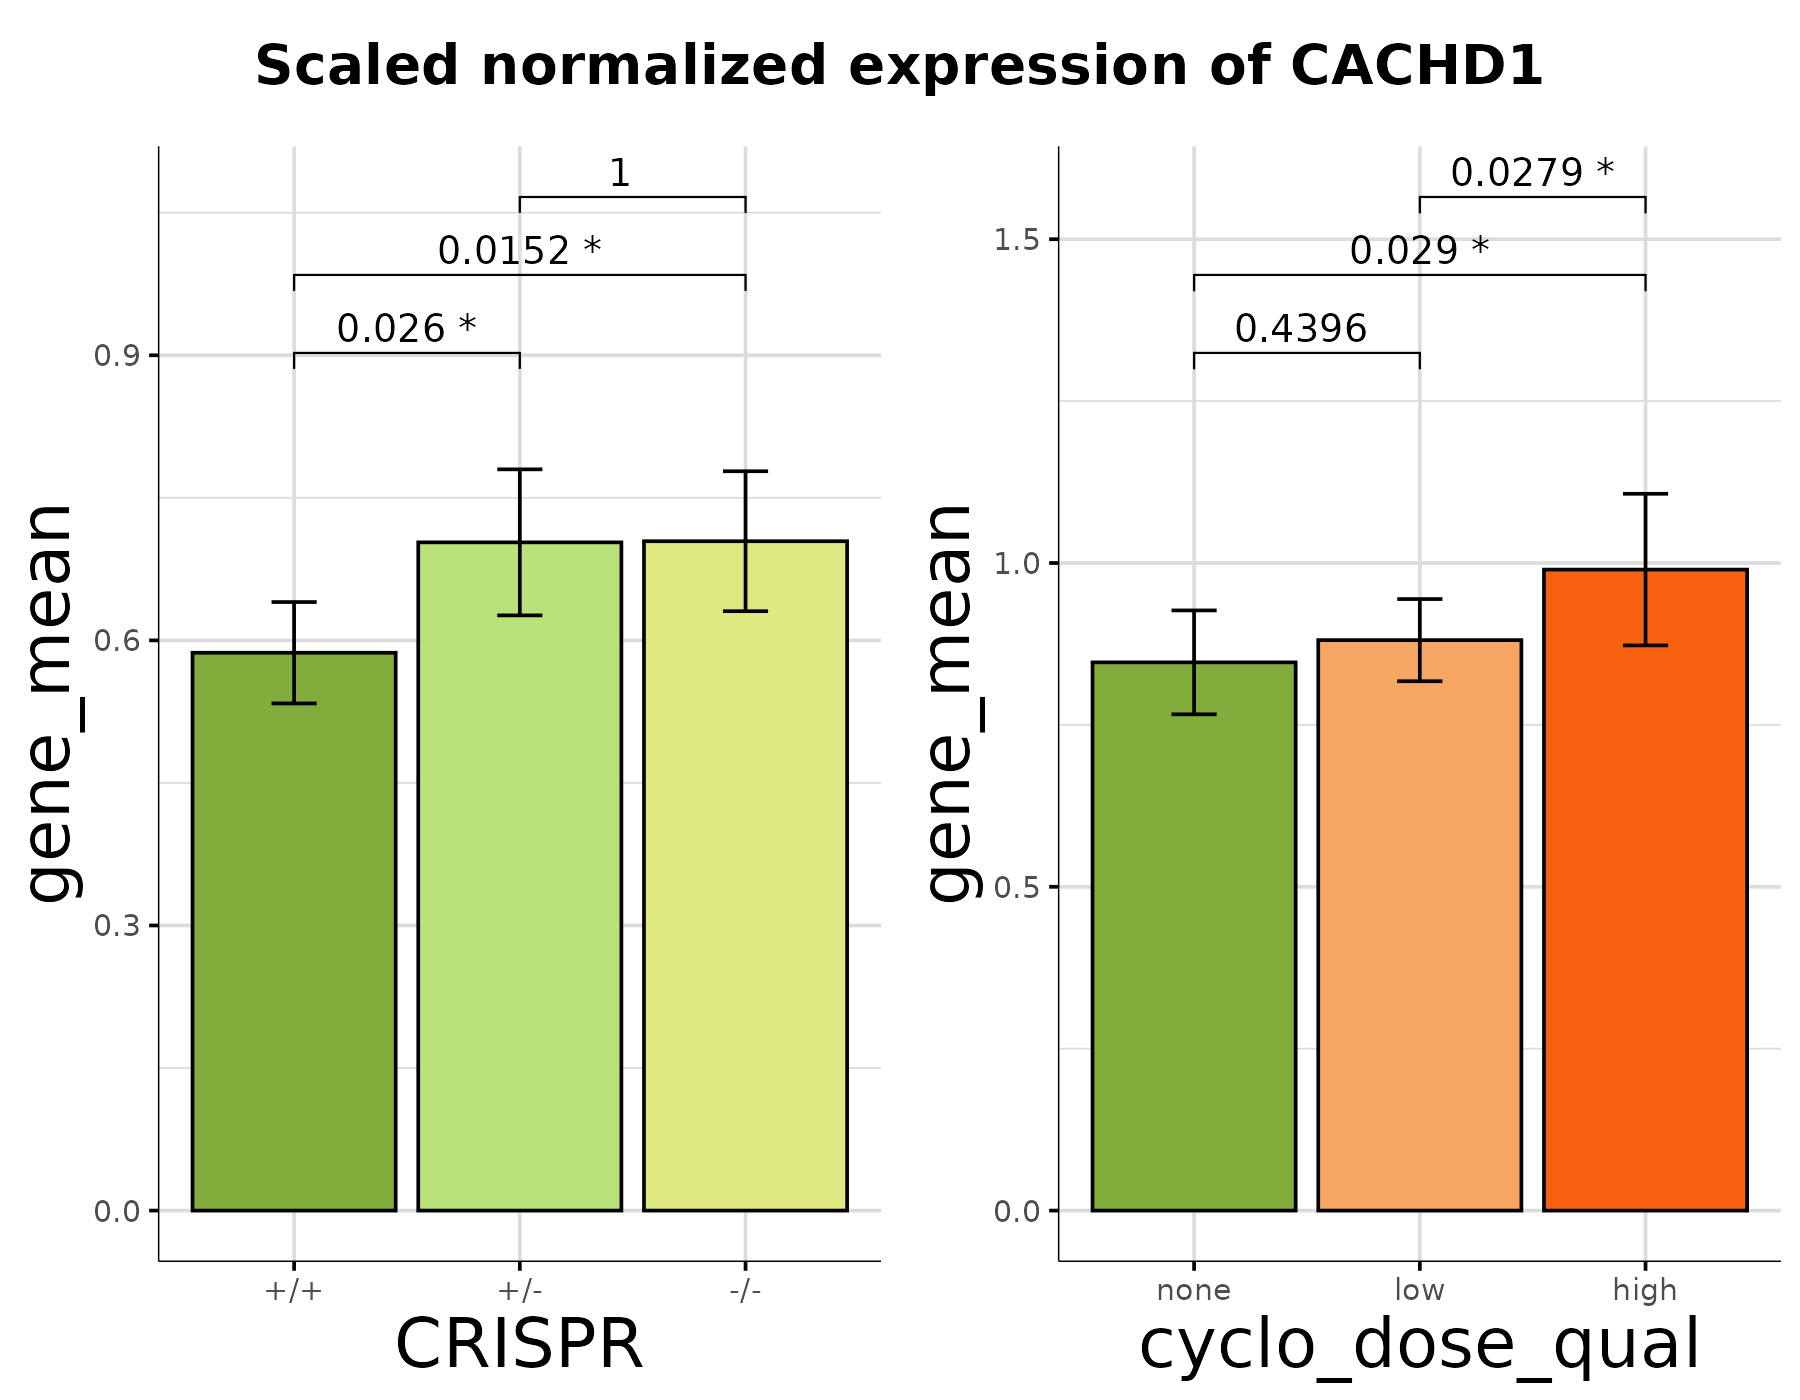 Scaled normalized expression of CACHD1
gene_mean
1
0.0152 *
0.026 *
0.9
0.6
0.3
0.0
+/+ +/- -/-
CRISPR
gene_mean
0.0279 *
1.5
0.029 *
0.4396
1.0
0.5
0.0
none low high
cyclo_dose_qual